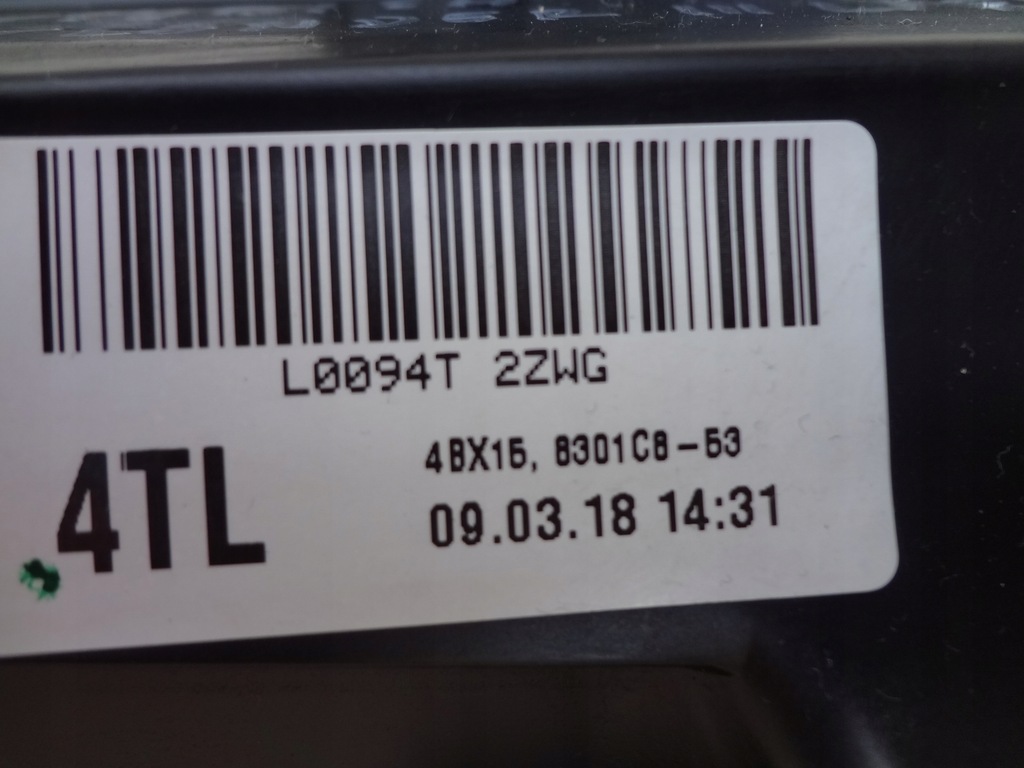 L0094T 2ZWG
4TL
4BX15, 8301C8-53
09.03.18 14:31